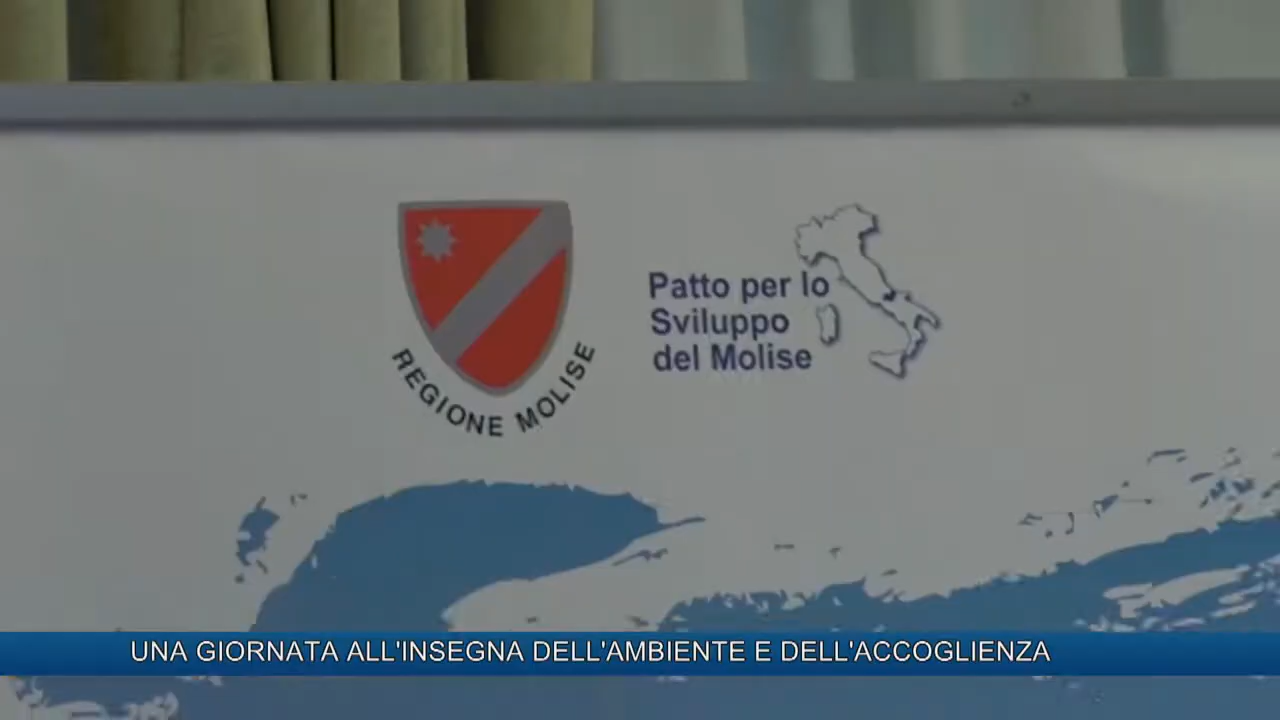 REGIONE MOLISE
Patto per lo
Sviluppo
del Molise
UNA GIORNATA ALL'INSEGNA DELL'AMBIENTE E DELL'ACCOGLIENZA